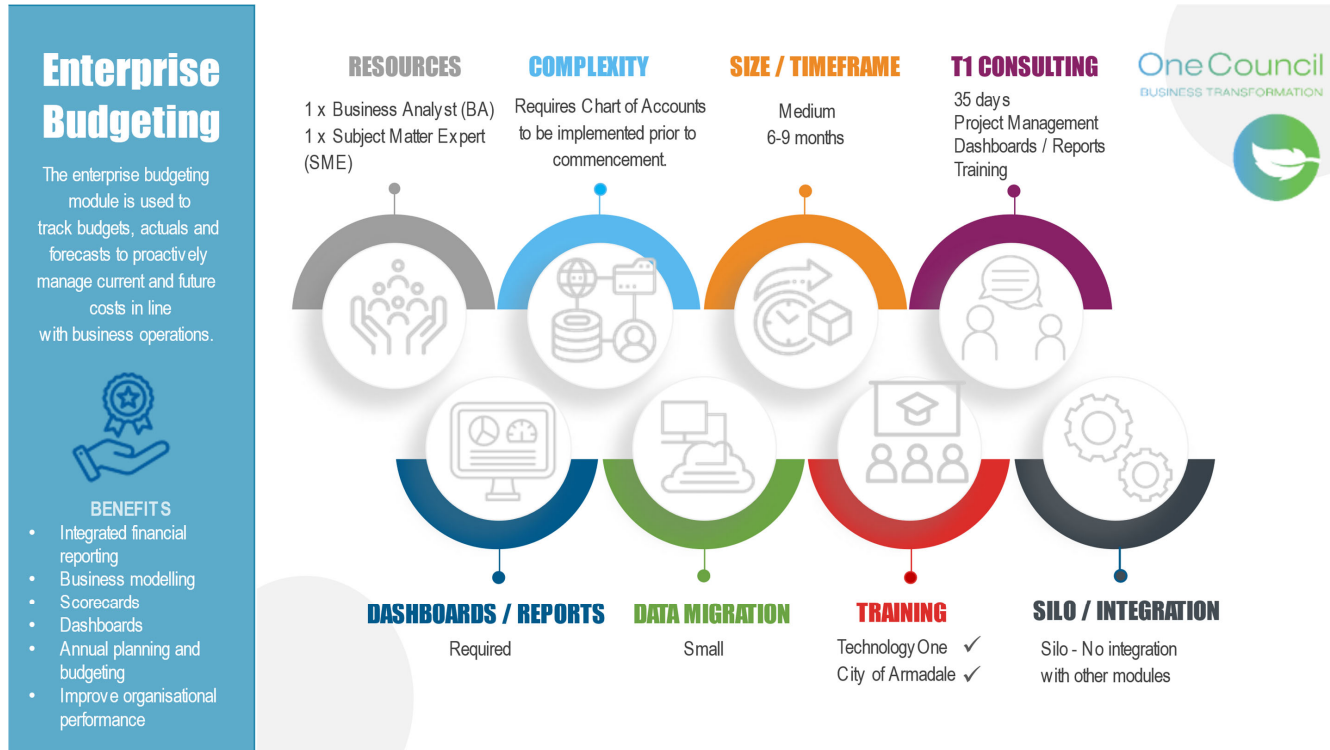 Enterprise
Budgeting
The enterprise budgeting
module is used to
track budgets, actuals and
forecasts to proactively
manage current and future
costs in line
with business operations.
BENEFITS
• Integrated financial
reporting
• Business modelling
• Scorecards
• Dashboards
• Annual planning and
budgeting
• Improve organisational
performance
RESOURCES
1 x Business Analyst (BA)
1 x Subject Matter Expert
(SME)
COMPLEXITY
Requires Chart of Accounts
to be implemented prior to
commencement.
SIZE / TIMEFRAME
Medium
6-9 months
T1 CONSULTING
35 days
Project Management
Dashboards / Reports
Training
OneCouncil
BUSINESS TRANSFORMATION
DASHBOARDS / REPORTS
Required
DATA MIGRATION
Small
TRAINING
Technology One ✓
City of Armadale ✓
SILO / INTEGRATION
Silo - No integration
with other modules